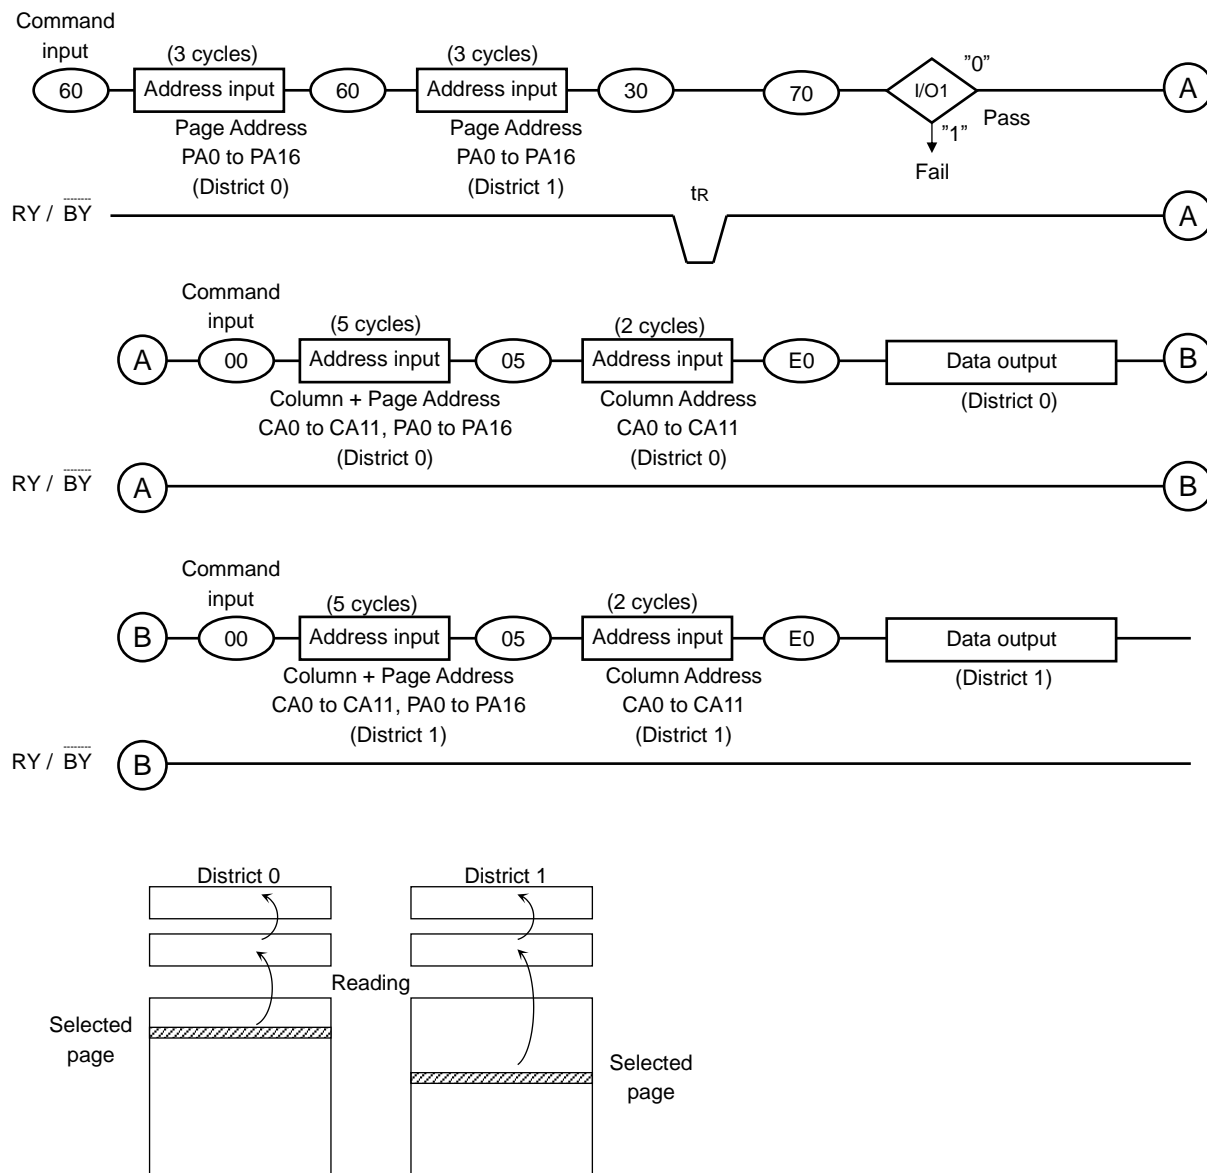 Command
input
(3 cycles)
(3 cycles)
60
Address input
60
Address input
30
70
I/O1
"0"
A
Pass
"1"
Fail
Page Address
PA0 to PA16
(District 0)
Page Address
PA0 to PA16
(District 1)
RY / BY
tR
A
Command
input
(5 cycles)
(2 cycles)
A
00
Address input
05
Address input
E0
Data output
B
Column + Page Address
CA0 to CA11, PA0 to PA16
(District 0)
Column Address
CA0 to CA11
(District 0)
(District 0)
RY / BY
A
B
Command
input
(5 cycles)
(2 cycles)
B
00
Address input
05
Address input
E0
Data output
Column + Page Address
CA0 to CA11, PA0 to PA16
(District 1)
Column Address
CA0 to CA11
(District 1)
(District 1)
RY / BY
B
District 0
District 1
Reading
Selected
page
Selected
page